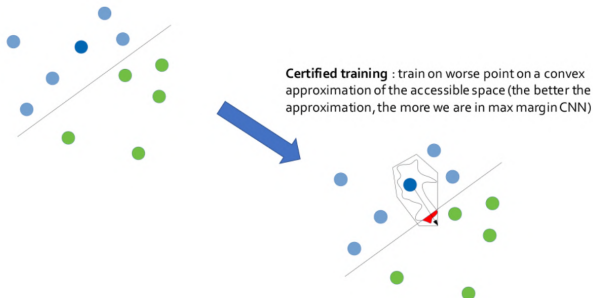 Certified training : train on worse point on a convex
approximation of the accessible space (the better the
approximation, the more we are in max margin CNN)